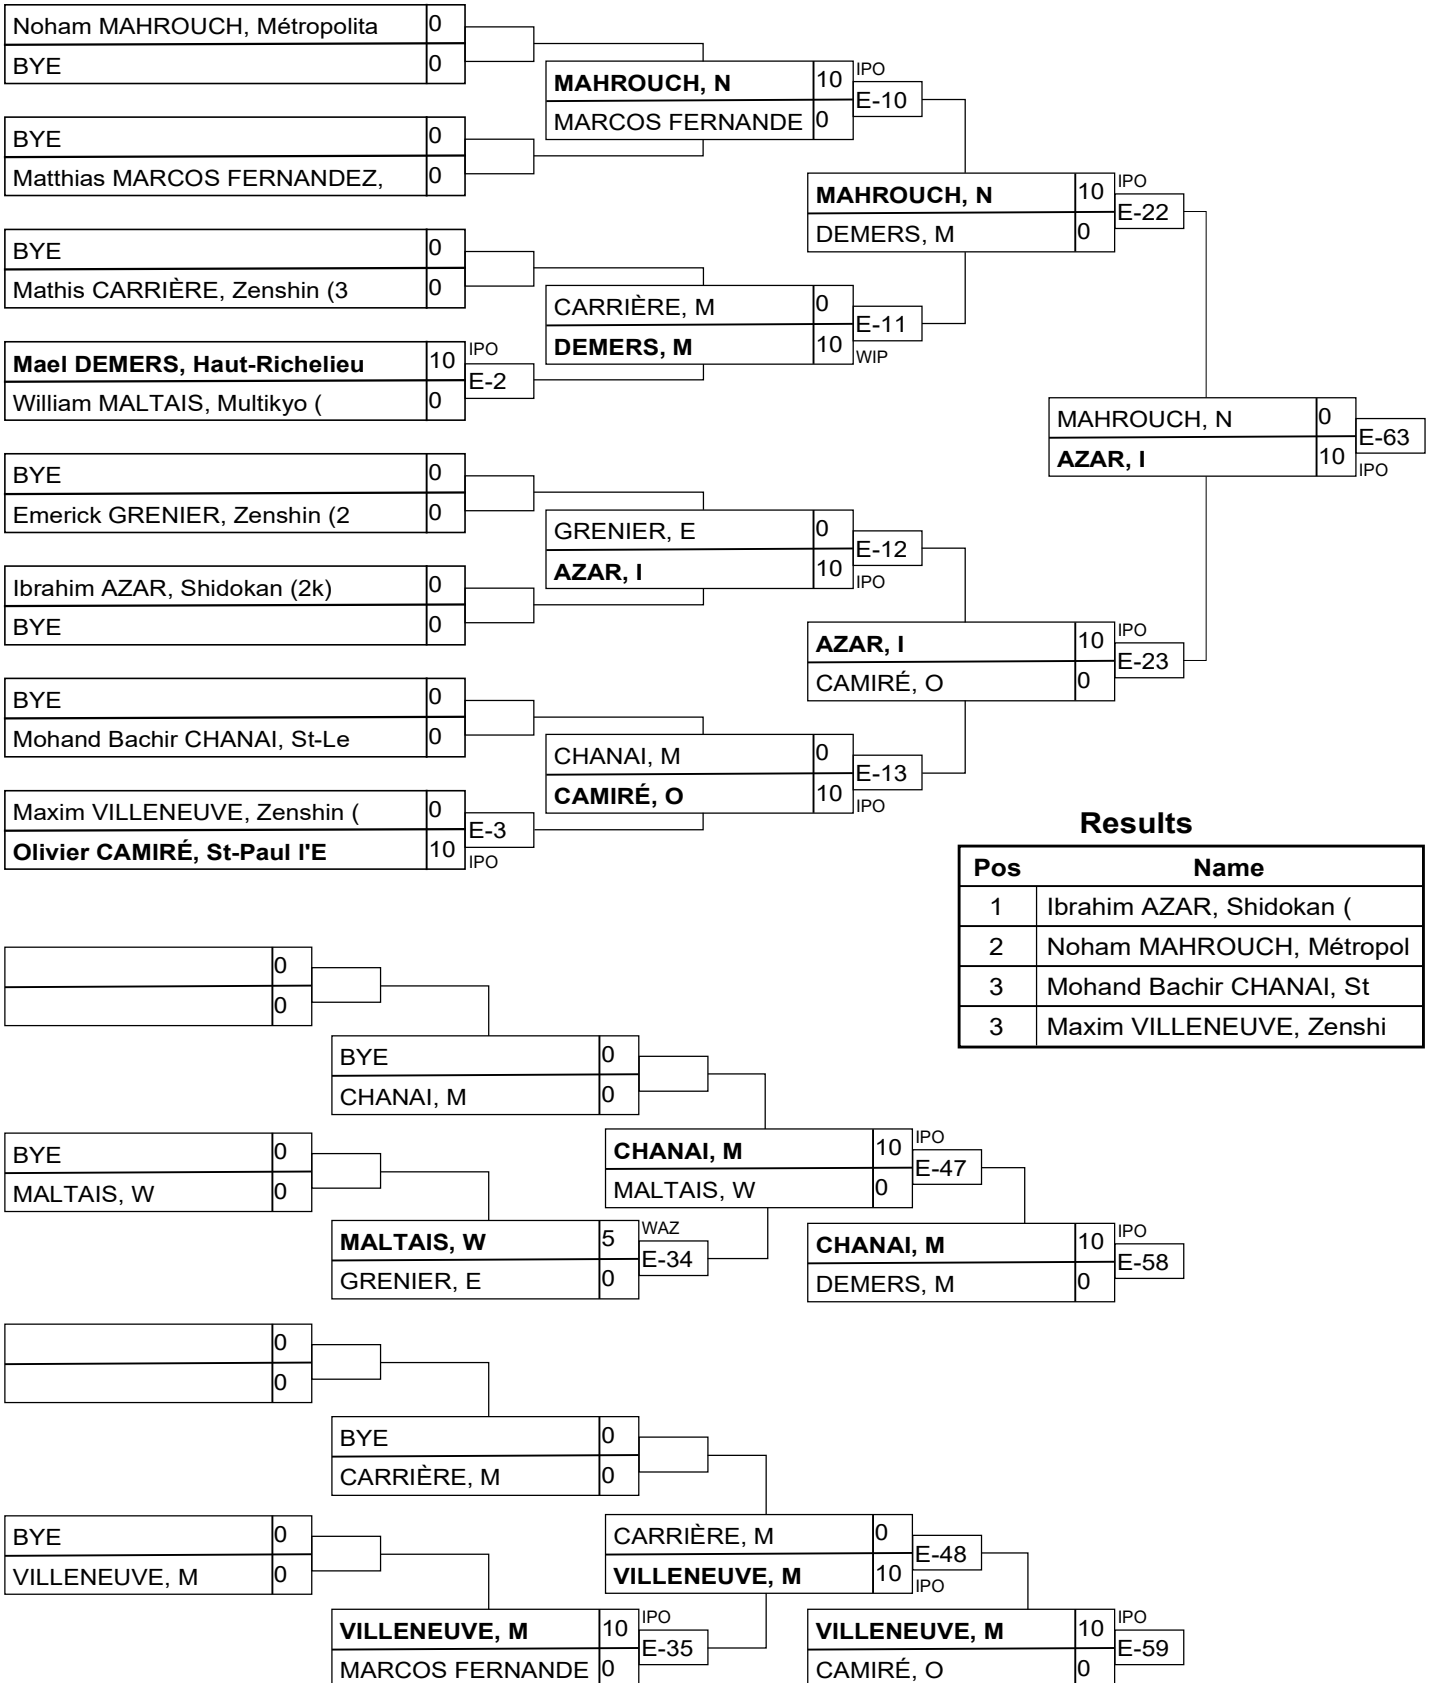 Noham MAHROUCH, Métropolita 0
BYE 0
BYE 0
Matthias MARCOS FERNANDEZ, 0
BYE 0
Mathis CARRIÈRE, Zenshin (3 0
Mael DEMERS, Haut-Richelieu 10 IPO
E-2
William MALTAIS, Multikyo ( 0
BYE 0
Emerick GRENIER, Zenshin (2 0
Ibrahim AZAR, Shidokan (2k) 0
BYE 0
BYE 0
Mohand Bachir CHANAI, St-Le 0
Maxim VILLENEUVE, Zenshin ( 0
E-3
Olivier CAMIRÉ, St-Paul l'E 10 IPO
MAHROUCH, N 10 IPO
E-10
MARCOS FERNANDE 0
CARRIÈRE, M 0
E-11
DEMERS, M 10 WIP
GRENIER, E 0
E-12
AZAR, I 10 IPO
CHANAI, M 0
E-13
CAMIRÉ, O 10 IPO
MAHROUCH, N 10 IPO
E-22
DEMERS, M 0
AZAR, I 10 IPO
E-23
CAMIRÉ, O 0
MAHROUCH, N 0
E-63
AZAR, I 10 IPO
Results
Pos Name
1 Ibrahim AZAR, Shidokan (
2 Noham MAHROUCH, Métropol
3 Mohand Bachir CHANAI, St
3 Maxim VILLENEUVE, Zenshi
0
0
BYE 0
CHANAI, M 0
BYE 0
MALTAIS, W 0
MALTAIS, W 5 WAZ
E-34
GRENIER, E 0
CHANAI, M 10 IPO
E-47
MALTAIS, W 0
CHANAI, M 10 IPO
E-58
DEMERS, M 0
0
0
BYE 0
CARRIÈRE, M 0
BYE 0
VILLENEUVE, M 0
VILLENEUVE, M 10 IPO
E-35
MARCOS FERNANDE 0
CARRIÈRE, M 0
E-48
VILLENEUVE, M 10 IPO
VILLENEUVE, M 10 IPO
E-59
CAMIRÉ, O 0